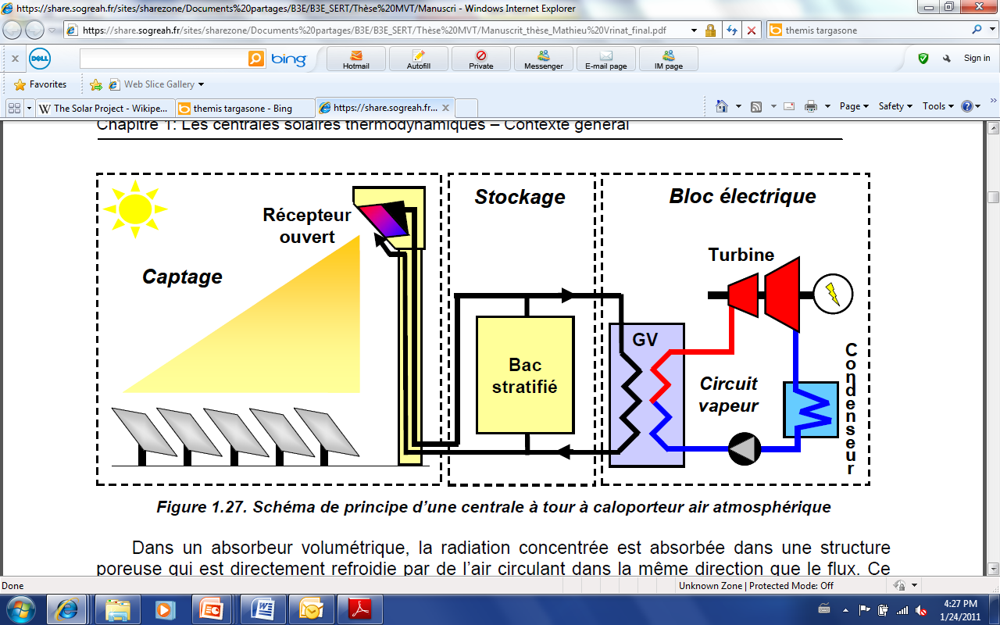 https://share.sogreah.fr/sites/sharezone/Documents%20partages/B3E/B3E_SERT/Thèse%20MVT/Manuscri - Windows Internet Explorer
https://share.sogreah.fr/sites/sharezone/Documents%20partages/B3E/B3E_SERT/Thèse%20MVT/Manuscrit_thèse_Mathieu%20Vrinat_final.pdf
themis targasone
DELL
bing
Hotmail
Autofill
Private
Messenger
E-mail page
IM page
Sign in
Favorites
Web Slice Gallery
The Solar Project - Wikipe...
themis targasone - Bing
https://share.sogreah.fr...
Page
Safety
Tools
Chapitre 1: Les centrales solaires thermodynamiques – Contexte général
Captage
Récepteur
ouvert
Stockage
Bac
stratifié
Bloc électrique
Turbine
GV
Circuit
vapeur
Condenseur
Figure 1.27. Schéma de principe d’une centrale à tour à caloporteur air atmosphérique
Dans un absorbeur volumétrique, la radiation concentrée est absorbée dans une structure
poreuse qui est directement refroidie par de l’air circulant dans la même direction que le flux. Ce
Done
Unknown Zone | Protected Mode: Off
4:27 PM
1/24/2011